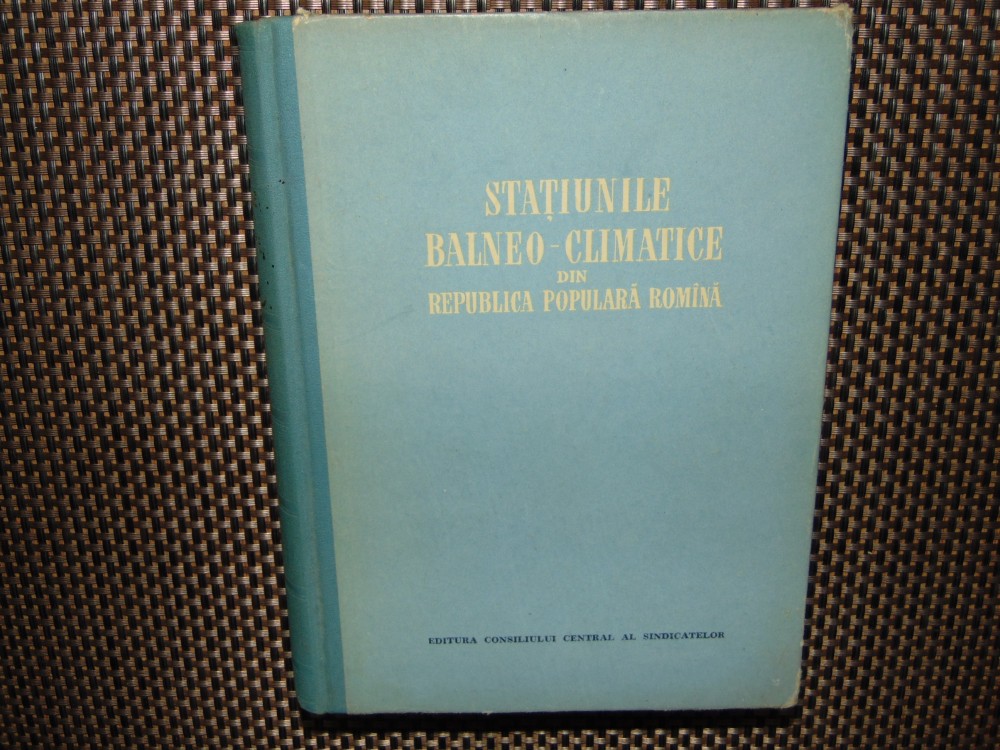 STAȚIUNILE
BALNEO-CLIMATICE
DIN
REPUBLICA POPULARĂ ROMÎNĂ
EDITURA CONSILIULUI CENTRAL AL SINDICATELOR